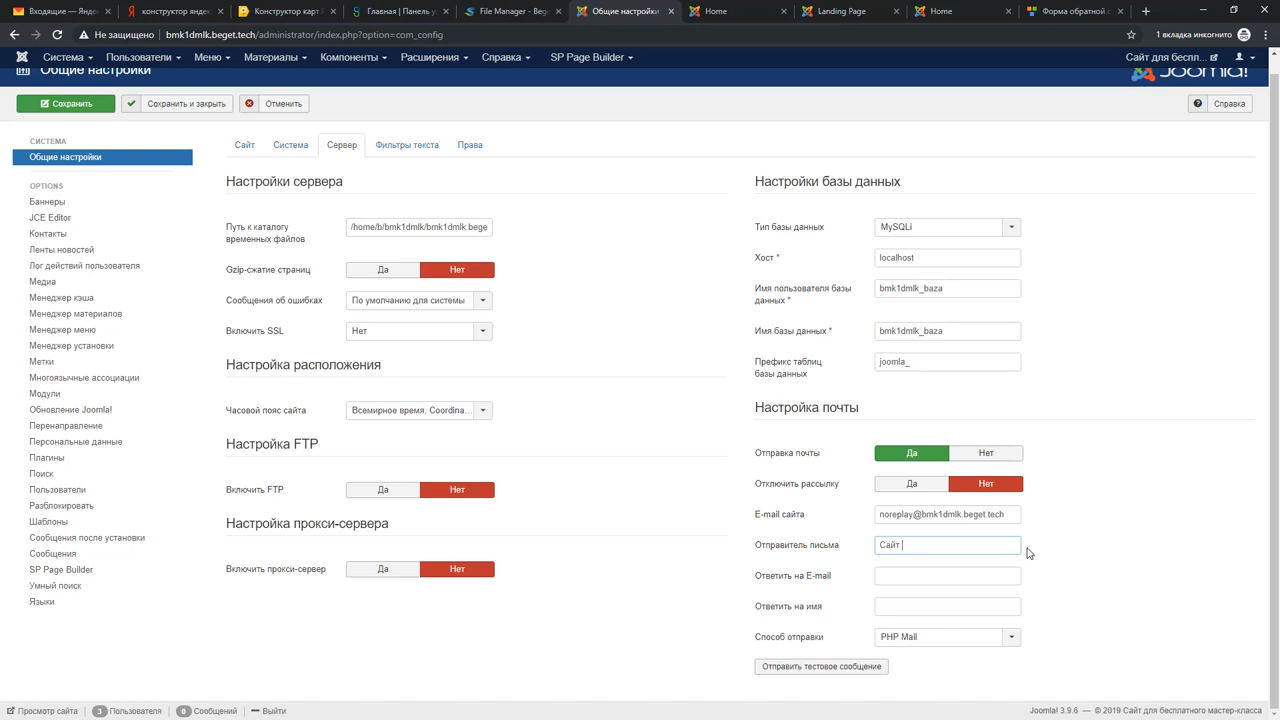 Входящие — Яндек
конструктор яндекс
Конструктор карт
Главная | Панель у
File Manager - Beg
Общие настройки
Home
Landing Page
Home
Форма обратной с
Не защищено
bmk1dmlk.beget.tech/administrator/index.php?option=com_config
1 вкладка инкогнито
Система Пользователи Меню Материалы Компоненты Расширения Справка SP Page Builder
Сайт для беспл...
Общие настройки
Joomla!
Сохранить
Сохранить и закрыть
Отменить
Справка
СИСТЕМА
Общие настройки
OPTIONS
Баннеры
JCE Editor
Контакты
Ленты новостей
Лог действий пользователя
Медиа
Менеджер кэша
Менеджер материалов
Менеджер меню
Менеджер установки
Метки
Многоязычные ассоциации
Модули
Обновление Joomla!
Перенаправление
Персональные данные
Плагины
Поиск
Пользователи
Разблокировать
Шаблоны
Сообщения после установки
Сообщения
SP Page Builder
Умный поиск
Языки
Сайт Система Сервер Фильтры текста Права
Настройки сервера
Путь к каталогу
временных файлов
/home/b/bmk1dmlk/bmk1dmlk.bege
Gzip-сжатие страниц
Да Нет
Сообщения об ошибках
По умолчанию для системы
Включить SSL
Нет
Настройка расположения
Часовой пояс сайта
Всемирное время, Coordina...
Настройка FTP
Включить FTP
Да Нет
Настройка прокси-сервера
Включить прокси-сервер
Да Нет
Настройки базы данных
Тип базы данных
MySQLi
Хост *
localhost
Имя пользователя базы
данных *
bmk1dmlk_baza
Имя базы данных *
bmk1dmlk_baza
Префикс таблиц
базы данных
joomla_
Настройка почты
Отправка почты
Да Нет
Отключить рассылку
Да Нет
E-mail сайта
noreplay@bmk1dmlk.beget.tech
Отправитель письма
Сайт
Ответить на E-mail
Ответить на имя
Способ отправки
PHP Mail
Отправить тестовое сообщение
Просмотр сайта
3 Пользователя
0 Сообщений
Выйти
Joomla! 3.9.6 — © 2019 Сайт для бесплатного мастер-класса